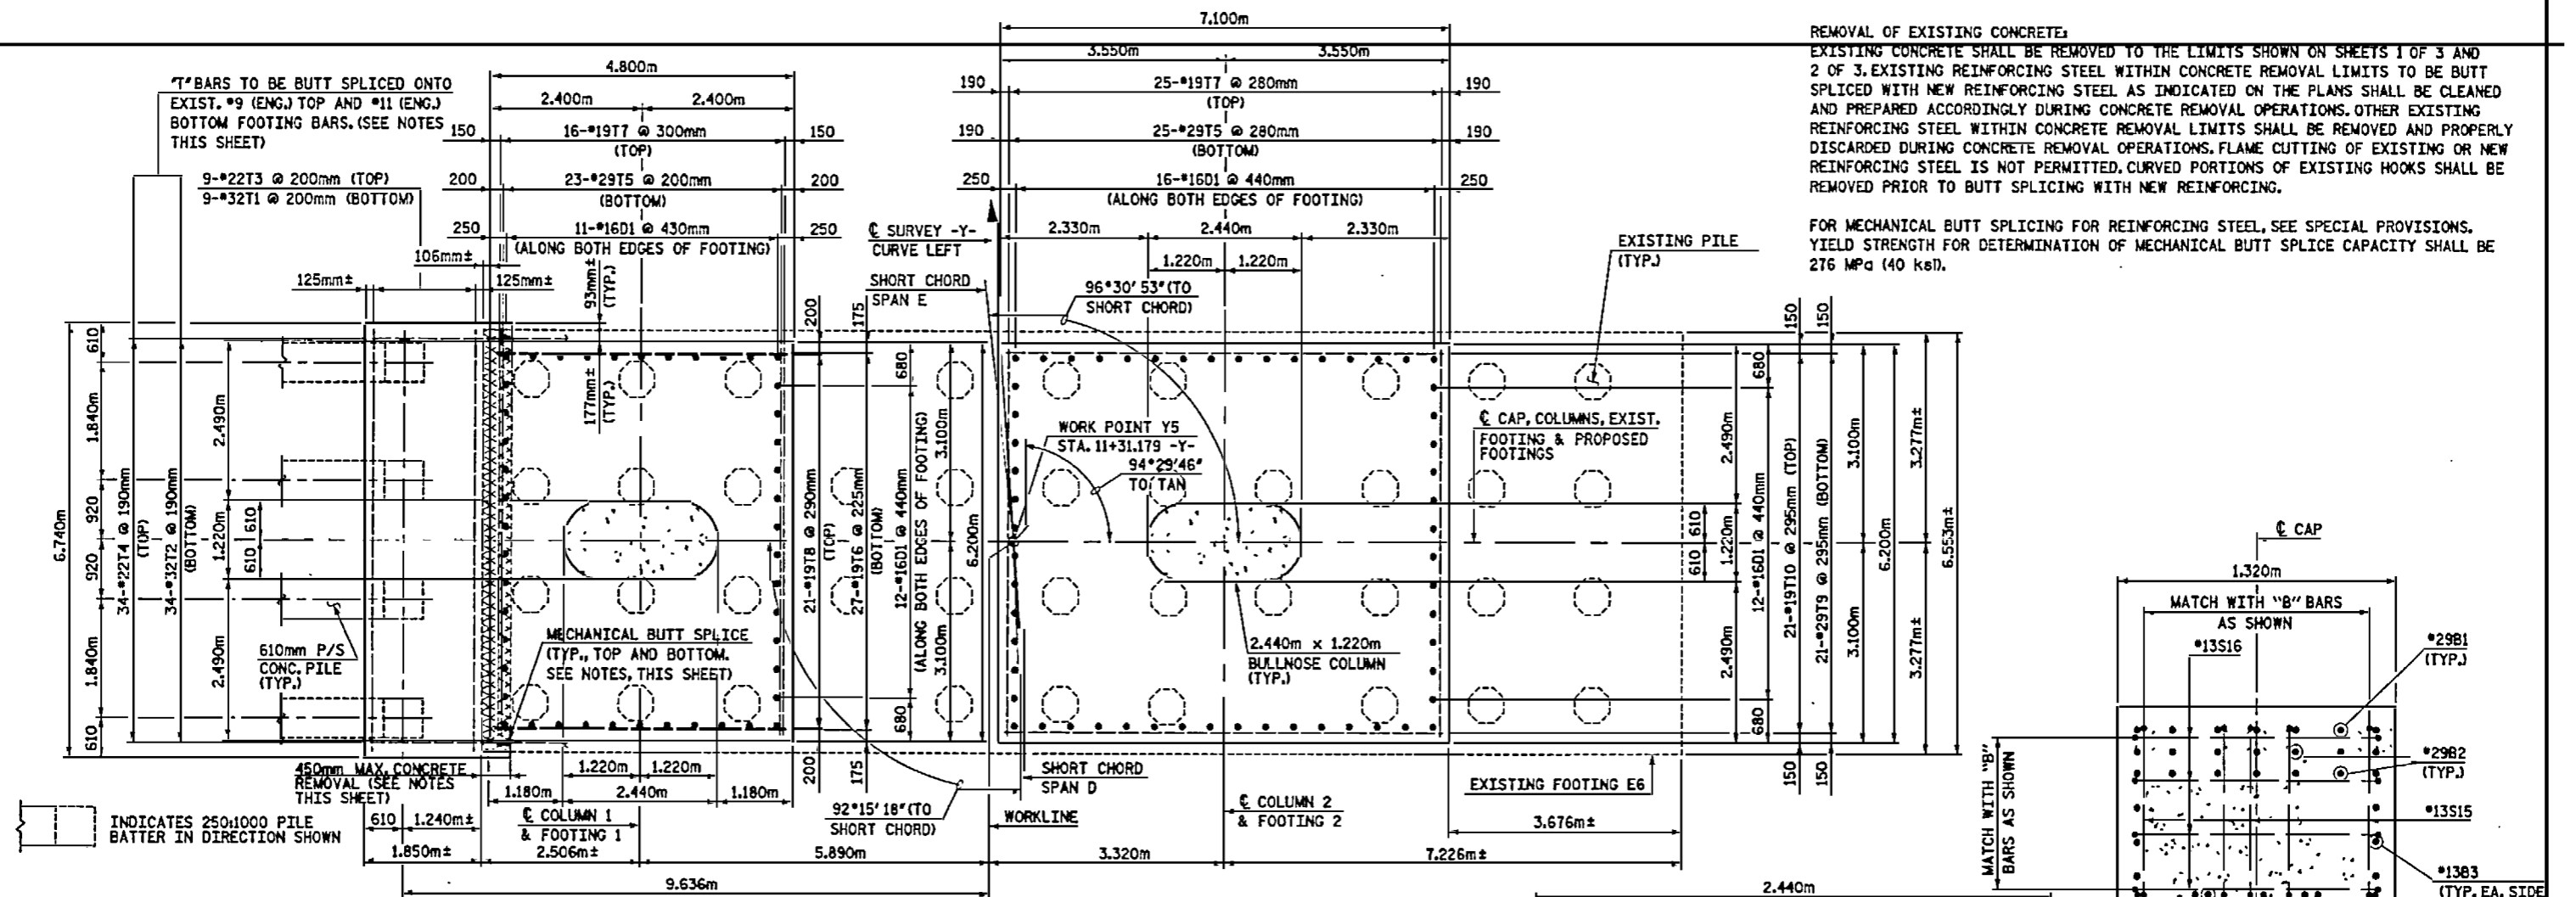 7.100m
3.550m 3.550m
4.800m
2.400m 2.400m
"T" BARS TO BE BUTT SPLICED ONTO
EXIST. #9 (ENG.) TOP AND #11 (ENG.)
BOTTOM FOOTING BARS. (SEE NOTES
THIS SHEET)
150 16-#19T7 @ 300mm 150
(TOP)
200 23-#29T5 @ 200mm 200
(BOTTOM)
250 11-#16D1 @ 430mm 250
(ALONG BOTH EDGES OF FOOTING)
9-#22T3 @ 200mm (TOP)
9-#32T1 @ 200mm (BOTTOM)
106mm±
125mm± 125mm±
93mm±
(TYP.)
177mm±
(TYP.)
190 25-#19T7 @ 280mm 190
(TOP)
190 25-#29T5 @ 280mm 190
(BOTTOM)
250 16-#16D1 @ 440mm 250
(ALONG BOTH EDGES OF FOOTING)
2.330m 2.440m 2.330m
1.220m 1.220m
℄ SURVEY -Y-
CURVE LEFT
SHORT CHORD
SPAN E
96°30'53" (TO
SHORT CHORD)
EXISTING PILE
(TYP.)
REMOVAL OF EXISTING CONCRETE:
EXISTING CONCRETE SHALL BE REMOVED TO THE LIMITS SHOWN ON SHEETS 1 OF 3 AND
2 OF 3. EXISTING REINFORCING STEEL WITHIN CONCRETE REMOVAL LIMITS TO BE BUTT
SPLICED WITH NEW REINFORCING STEEL AS INDICATED ON THE PLANS SHALL BE CLEANED
AND PREPARED ACCORDINGLY DURING CONCRETE REMOVAL OPERATIONS. OTHER EXISTING
REINFORCING STEEL WITHIN CONCRETE REMOVAL LIMITS SHALL BE REMOVED AND PROPERLY
DISCARDED DURING CONCRETE REMOVAL OPERATIONS. FLAME CUTTING OF EXISTING OR NEW
REINFORCING STEEL IS NOT PERMITTED. CURVED PORTIONS OF EXISTING HOOKS SHALL BE
REMOVED PRIOR TO BUTT SPLICING WITH NEW REINFORCING.
FOR MECHANICAL BUTT SPLICING FOR REINFORCING STEEL, SEE SPECIAL PROVISIONS.
YIELD STRENGTH FOR DETERMINATION OF MECHANICAL BUTT SPLICE CAPACITY SHALL BE
276 MPa (40 ksi).
6.740m
610
1.840m
920
920
1.840m
610
34-#22T4 @ 190mm
(TOP)
34-#32T2 @ 190mm
(BOTTOM)
2.490m
1.220m
2.490m
610
610
610mm P/S
CONC. PILE
(TYP.)
MECHANICAL BUTT SPLICE
(TYP., TOP AND BOTTOM.
SEE NOTES, THIS SHEET)
200
21-#19T8 @ 290mm
(TOP)
200
175
27-#19T6 @ 225mm
(BOTTOM)
175
680
12-#16D1 @ 440mm
(ALONG BOTH EDGES OF FOOTING)
680
3.100m
3.100m
6.200m
WORK POINT Y5
STA. 11+31.179 -Y-
94°29'46"
TO TAN
℄ CAP, COLUMNS, EXIST.
FOOTING & PROPOSED
FOOTINGS
2.440m x 1.220m
BULLNOSE COLUMN
(TYP.)
610
610
2.490m
1.220m
2.490m
680
12-#16D1 @ 440mm
680
150
21-#19T10 @ 295mm (TOP)
150
150
21-#29T9 @ 295mm (BOTTOM)
150
3.100m
3.100m
6.200m
3.277m±
3.277m±
6.553m±
450mm MAX. CONCRETE
REMOVAL (SEE NOTES
THIS SHEET)
INDICATES 250:1000 PILE
BATTER IN DIRECTION SHOWN
1.220m 1.220m
1.180m 2.440m 1.180m
610 1.240m±
℄ COLUMN 1
& FOOTING 1
92°15'18" (TO
SHORT CHORD)
SHORT CHORD
SPAN D
WORKLINE
℄ COLUMN 2
& FOOTING 2
EXISTING FOOTING E6
3.676m±
1.850m± 2.506m± 5.890m 3.320m 7.226m±
9.636m
2.440m
℄ CAP
1.320m
MATCH WITH "B" BARS
AS SHOWN
#13S16
#29B1
(TYP.)
#29B2
(TYP.)
#13S15
#13B3
(TYP. EA. SIDE
MATCH WITH "B"
BARS AS SHOWN